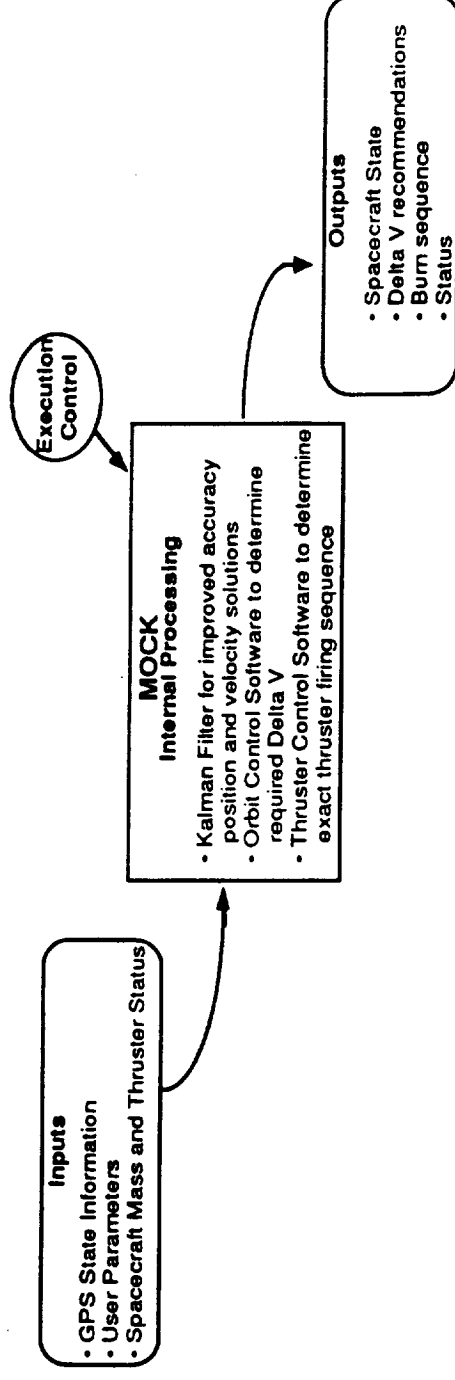 Inputs
• GPS State Information
• User Parameters
• Spacecraft Mass and Thruster Status
Execution
Control
MOCK
Internal Processing
• Kalman Filter for improved accuracy
position and velocity solutions
• Orbit Control Software to determine
required Delta V
• Thruster Control Software to determine
exact thruster firing sequence
Outputs
• Spacecraft State
• Delta V recommendations
• Burn sequence
• Status